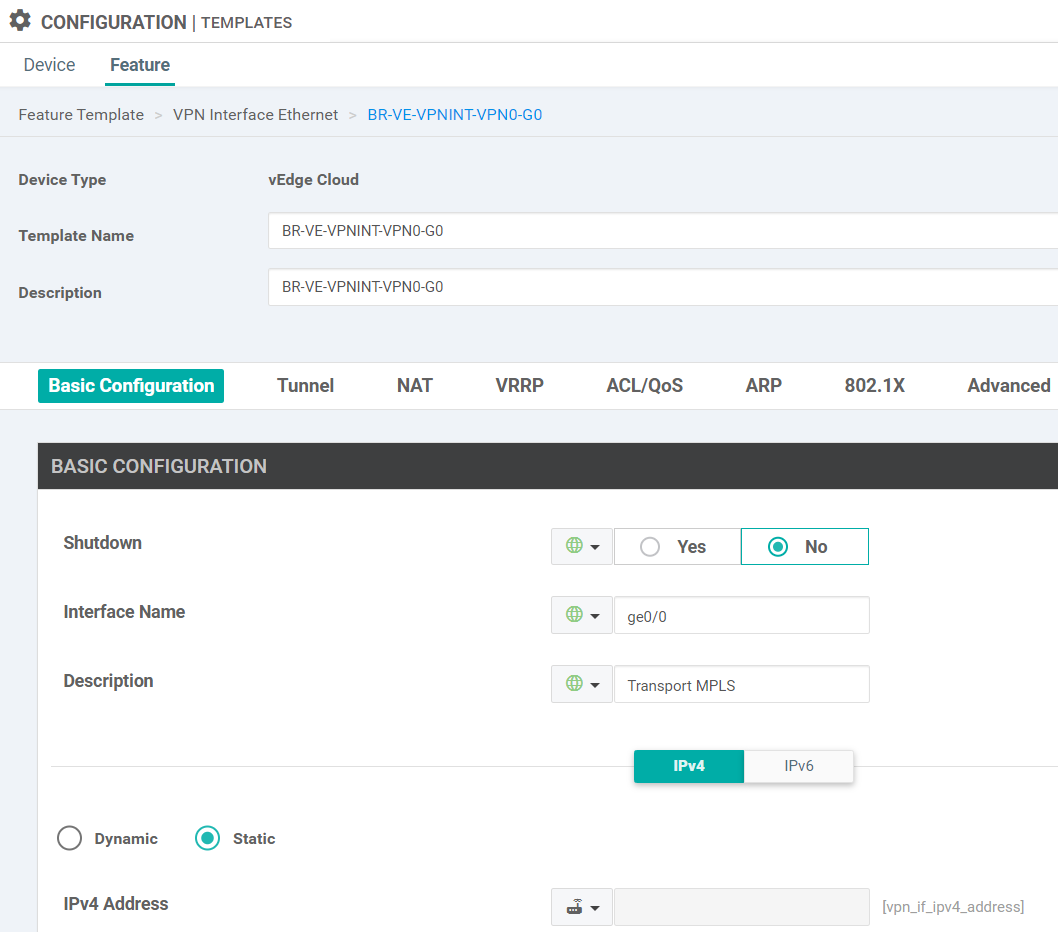 CONFIGURATION | TEMPLATES
Device Feature
Feature Template > VPN Interface Ethernet > BR-VE-VPNINT-VPN0-G0
Device Type vEdge Cloud
Template Name BR-VE-VPNINT-VPN0-G0
Description BR-VE-VPNINT-VPN0-G0
Basic Configuration Tunnel NAT VRRP ACL/QoS ARP 802.1X Advanced
BASIC CONFIGURATION
Shutdown Yes No
Interface Name ge0/0
Description Transport MPLS
IPv4 IPv6
Dynamic Static
IPv4 Address [vpn_if_ipv4_address]